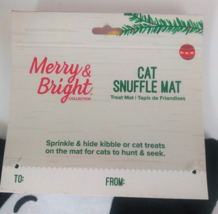 Merry &
Bright
COLLECTION
CAT
SNUFFLE MAT
Treat Mat | Tapis de Friandises
Sprinkle & hide kibble or cat treats
on the mat for cats to hunt & seek.
TO:
FROM: